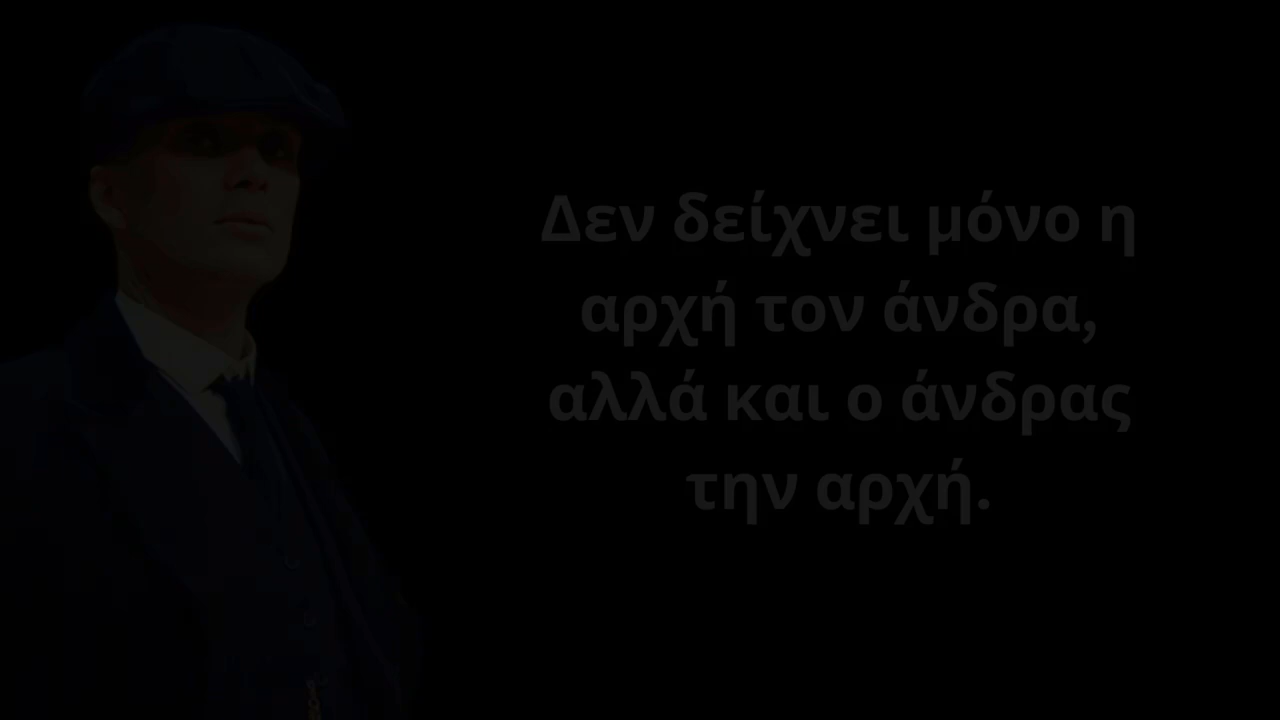 Δεν δείχνει μόνο η
αρχή τον άνδρα,
αλλά και ο άνδρας
την αρχή.